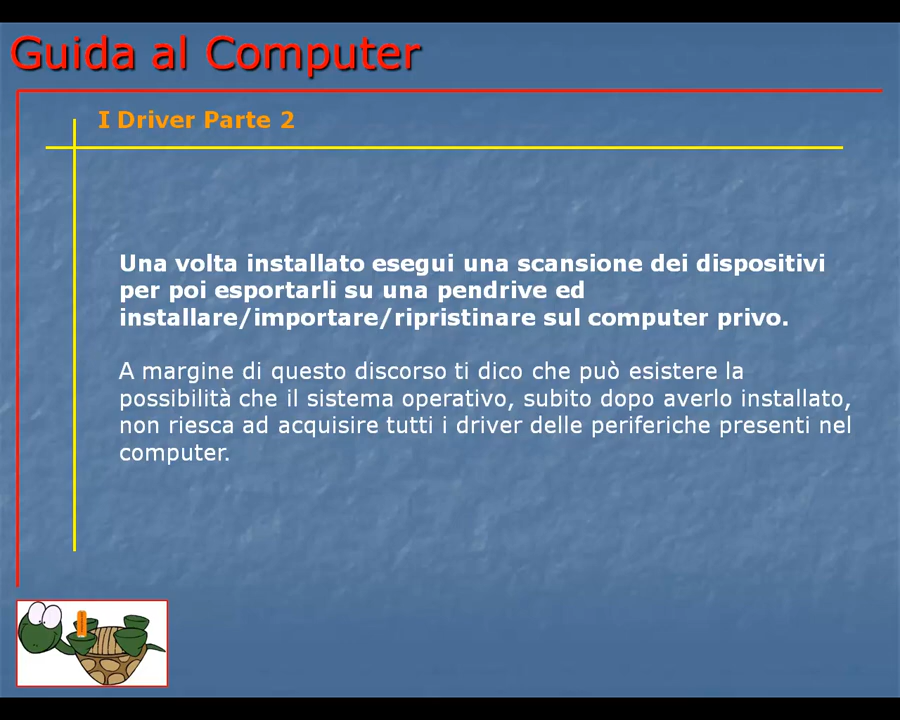 Guida al Computer
I Driver Parte 2
Una volta installato esegui una scansione dei dispositivi
per poi esportarli su una pendrive ed
installare/importare/ripristinare sul computer privo.
A margine di questo discorso ti dico che può esistere la
possibilità che il sistema operativo, subito dopo averlo installato,
non riesca ad acquisire tutti i driver delle periferiche presenti nel
computer.